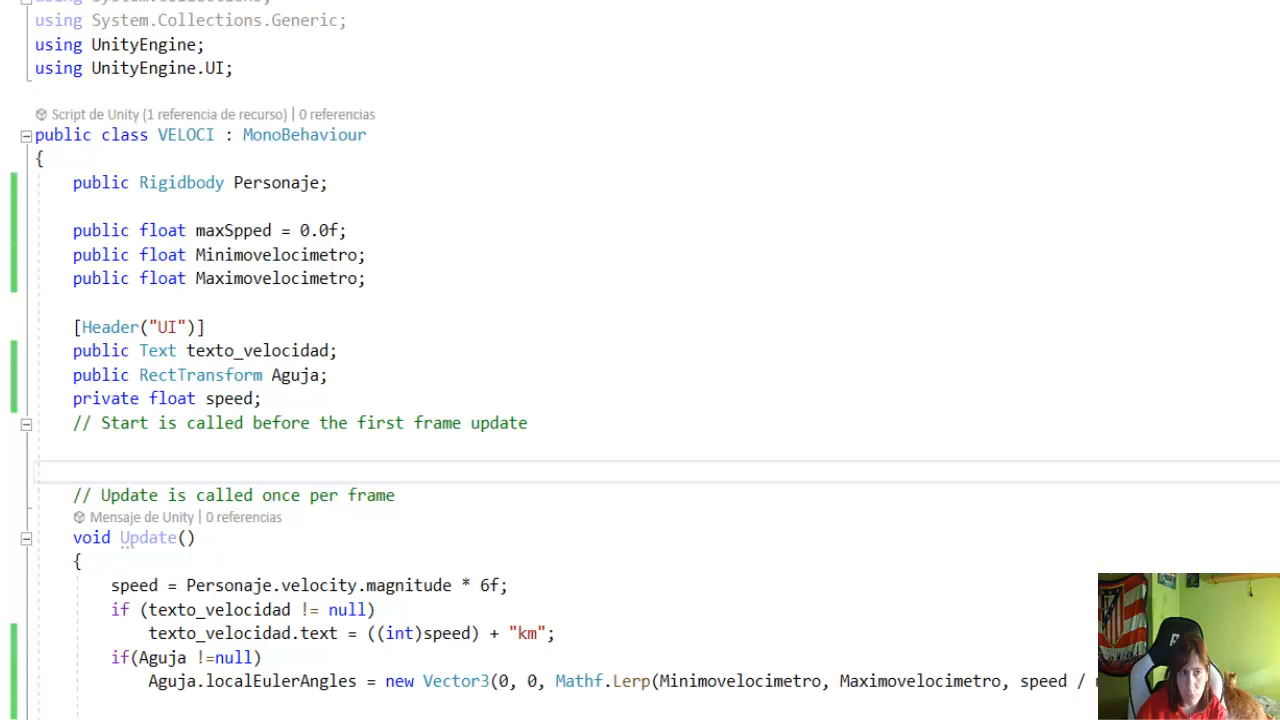 using System.Collections;
using System.Collections.Generic;
using UnityEngine;
using UnityEngine.UI;
Script de Unity (1 referencia de recurso) | 0 referencias
public class VELOCI : MonoBehaviour
{
public Rigidbody Personaje;
public float maxSpped = 0.0f;
public float Minimovelocimetro;
public float Maximovelocimetro;
[Header("UI")]
public Text texto_velocidad;
public RectTransform Aguja;
private float speed;
// Start is called before the first frame update
// Update is called once per frame
Mensaje de Unity | 0 referencias
void Update()
{
speed = Personaje.velocity.magnitude * 6f;
if (texto_velocidad != null)
texto_velocidad.text = ((int)speed) + "km";
if(Aguja !=null)
Aguja.localEulerAngles = new Vector3(0, 0, Mathf.Lerp(Minimovelocimetro, Maximovelocimetro, speed /